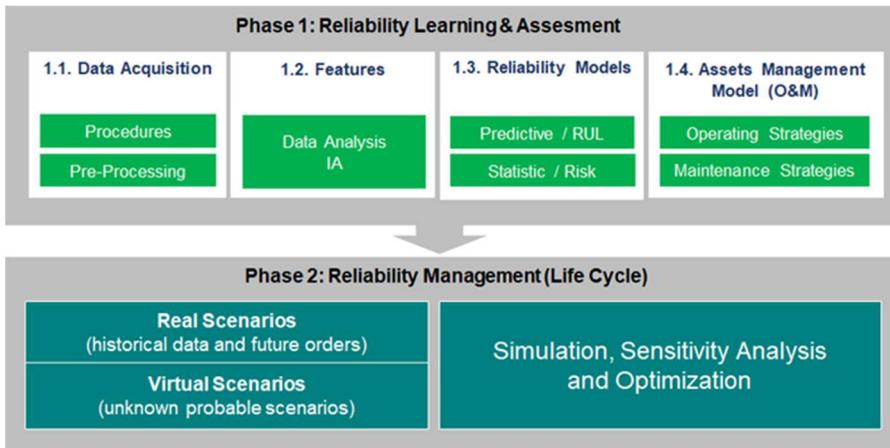 Phase 1: Reliability Learning & Assesment
1.1. Data Acquisition
Procedures
Pre-Processing
1.2. Features
Data Analysis
IA
1.3. Reliability Models
Predictive / RUL
Statistic / Risk
1.4. Assets Management
Model (O&M)
Operating Strategies
Maintenance Strategies
Phase 2: Reliability Management (Life Cycle)
Real Scenarios
(historical data and future orders)
Virtual Scenarios
(unknown probable scenarios)
Simulation, Sensitivity Analysis
and Optimization